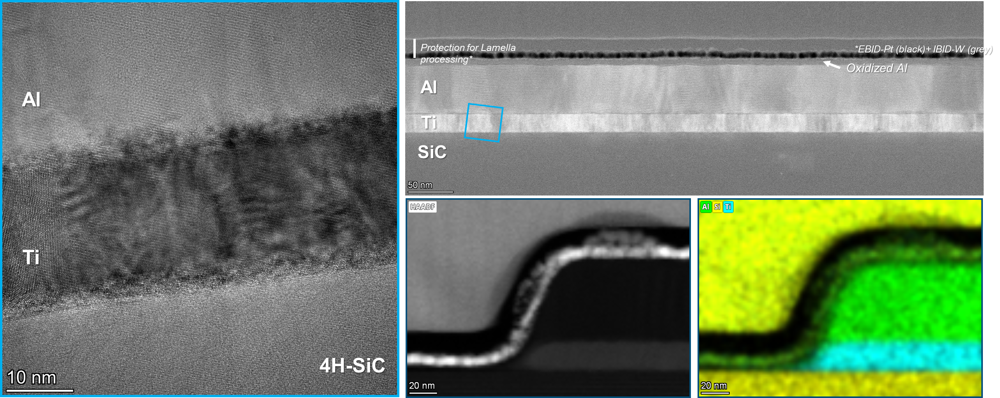 Al
Ti
4H-SiC
10 nm
Protection for Lamella
processing*
*EBID-Pt (black)+ IBID-W (grey)
Oxidized Al
Al
Ti
SiC
50 nm
HAADF
20 nm
Al Si Ti
20 nm